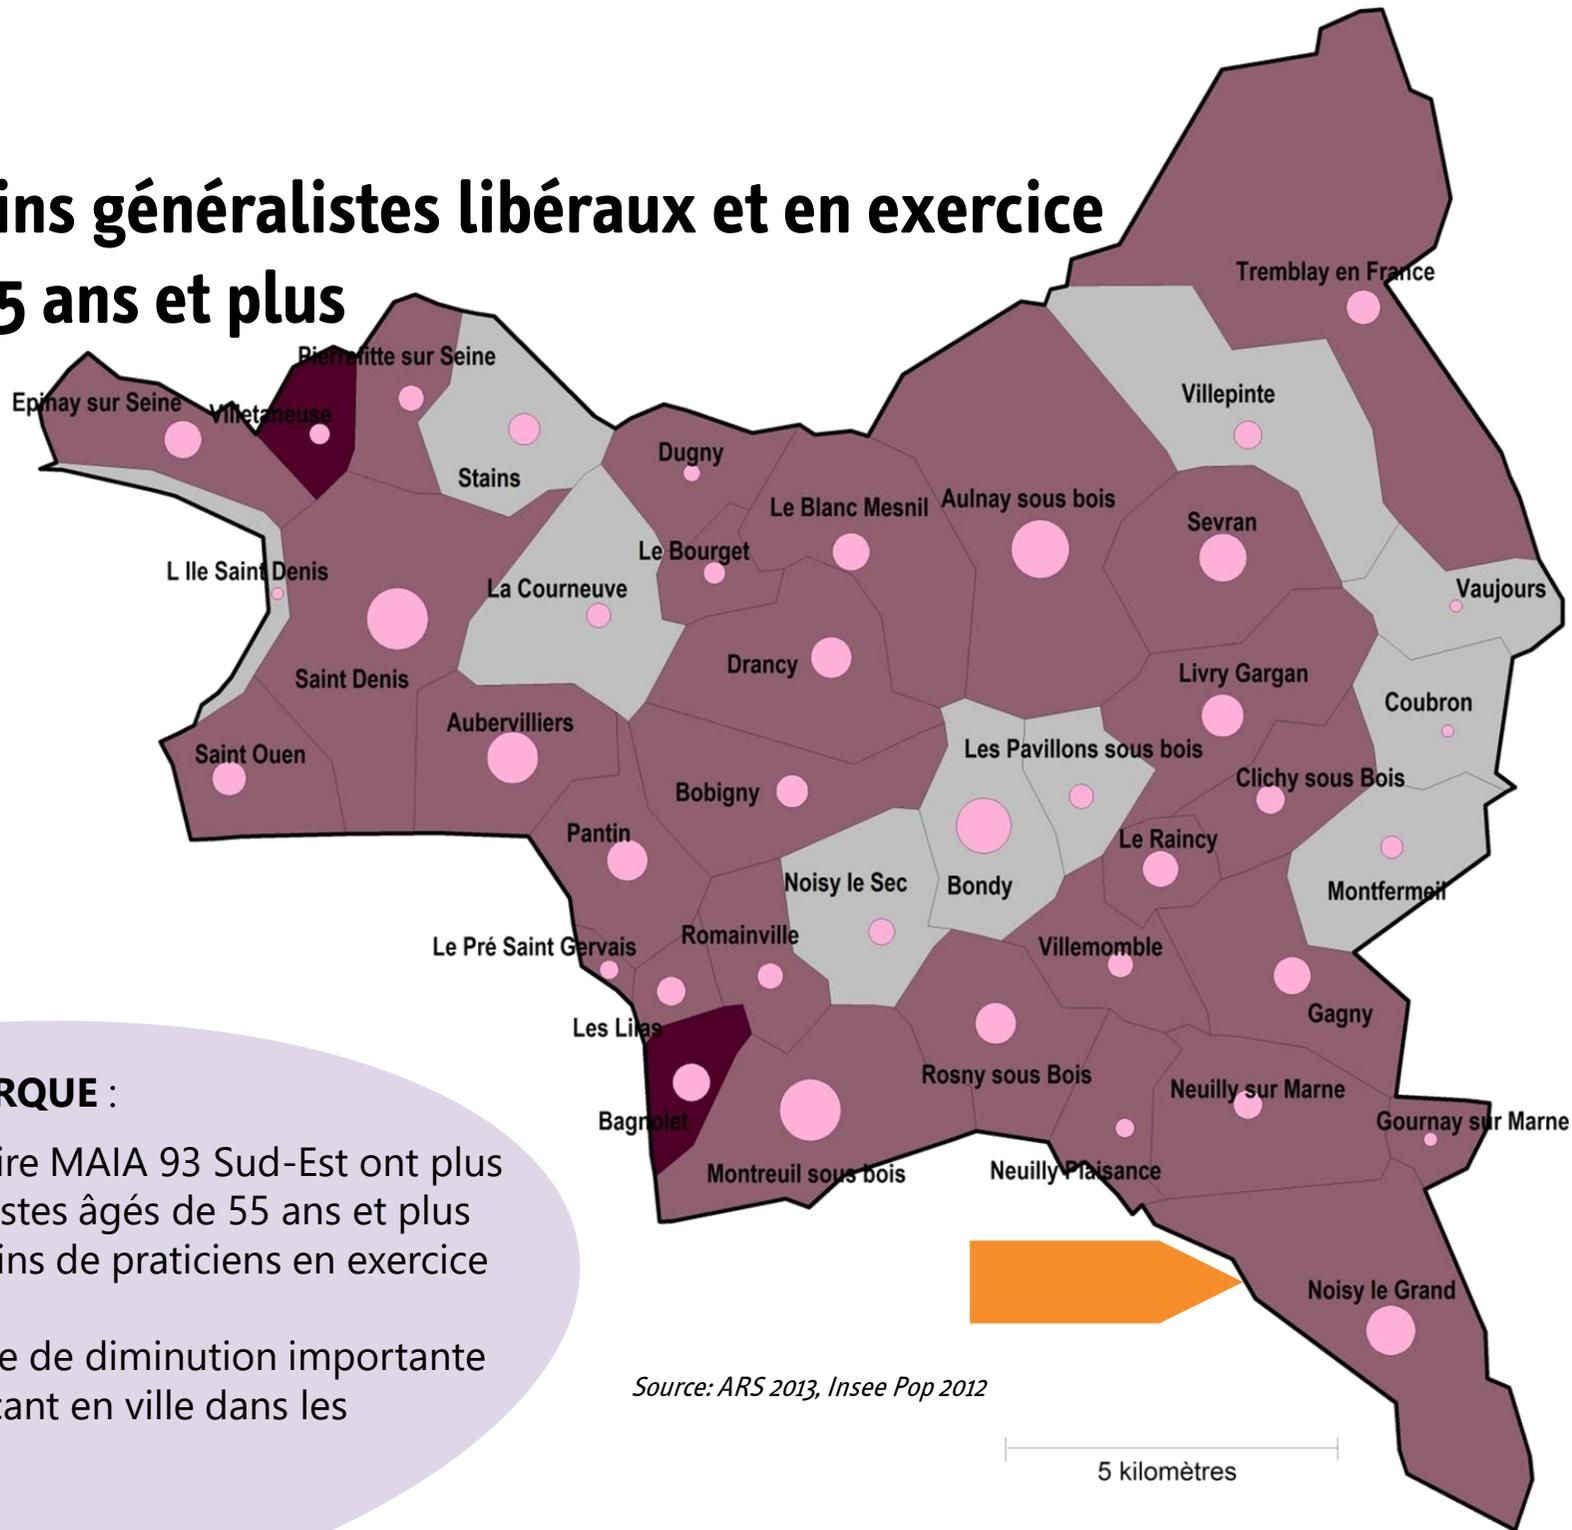 ins généralistes libéraux et en exercice
5 ans et plus
Tremblay en France
Pierrefitte sur Seine
Epinay sur Seine
Villetaneuse
Villepinte
Stains
Dugny
Le Blanc Mesnil
Aulnay sous bois
Sevran
Le Bourget
L Ile Saint Denis
La Courneuve
Vaujours
Drancy
Livry Gargan
Saint Denis
Coubron
Aubervilliers
Les Pavillons sous bois
Saint Ouen
Clichy sous Bois
Bobigny
Pantin
Le Raincy
Noisy le Sec
Bondy
Montfermeil
Romainville
Le Pré Saint Gervais
Villemomble
Gagny
Les Lilas
Rosny sous Bois
Neuilly sur Marne
Bagnolet
Gournay sur Marne
Montreuil sous bois
Neuilly Plaisance
Noisy le Grand
RQUE :
ire MAIA 93 Sud-Est ont plus
stes âgés de 55 ans et plus
ins de praticiens en exercice
e de diminution importante
ant en ville dans les
Source: ARS 2013, Insee Pop 2012
5 kilomètres